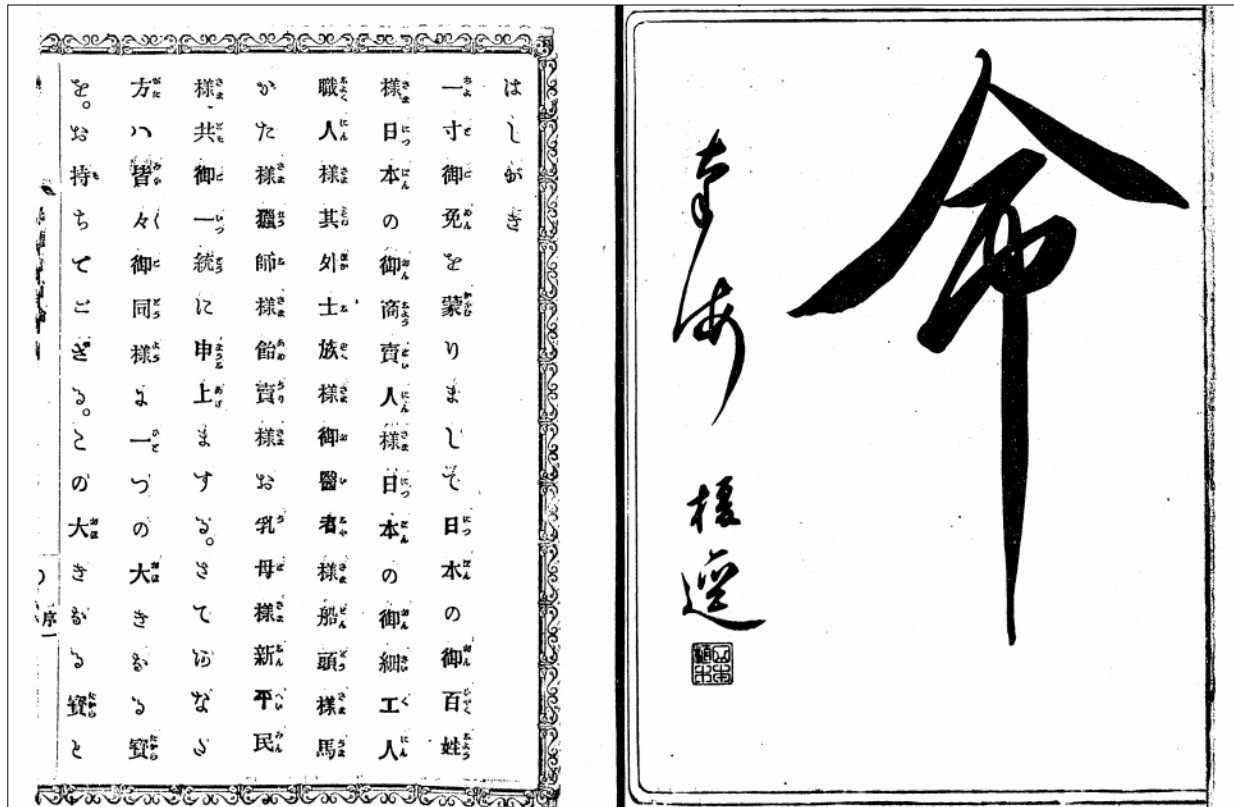 命
はしがき
一寸御免を蒙りまして日本の御百姓
様日本の御商賣人様日本の御細工人
職人様其外士族様御醫者様船頭様馬
かた様獵師様飴賣様お乳母様新平民
様共御一統に申上まする。さてあなた
方ハ皆々御同様に一つの大きなる寳
を。お持ちてござる。この大きなる寳と
序一